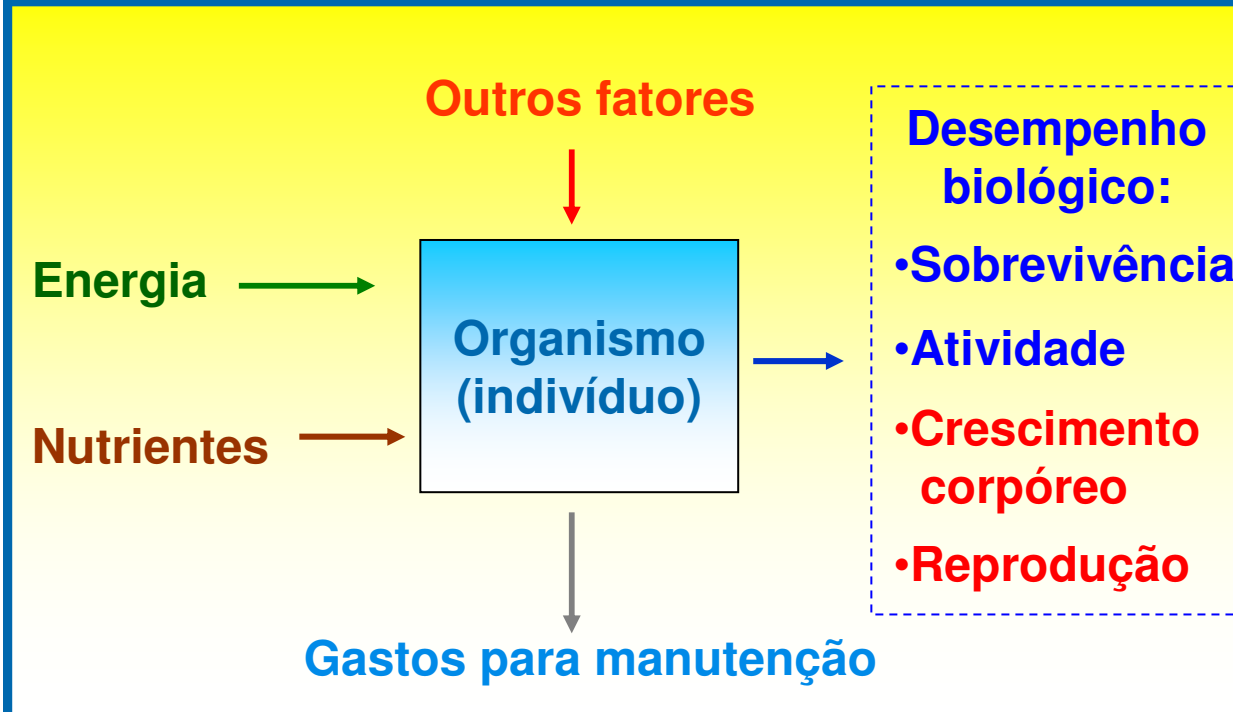 Outros fatores
Energia
Nutrientes
Organismo
(indivíduo)
Gastos para manutenção
Desempenho
biológico:
•Sobrevivência
•Atividade
•Crescimento
corpóreo
•Reprodução